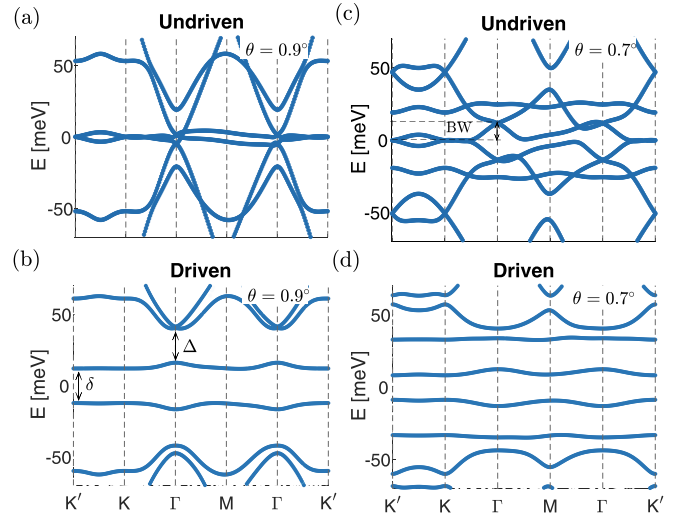 (a)
Undriven
θ = 0.9°
E [meV]
50
0
-50
(c)
Undriven
θ = 0.7°
BW
E [meV]
50
0
-50
(b)
Driven
θ = 0.9°
Δ
δ
E [meV]
50
0
-50
K′ K Γ M Γ K′
(d)
Driven
θ = 0.7°
E [meV]
50
0
-50
K′ K Γ M Γ K′